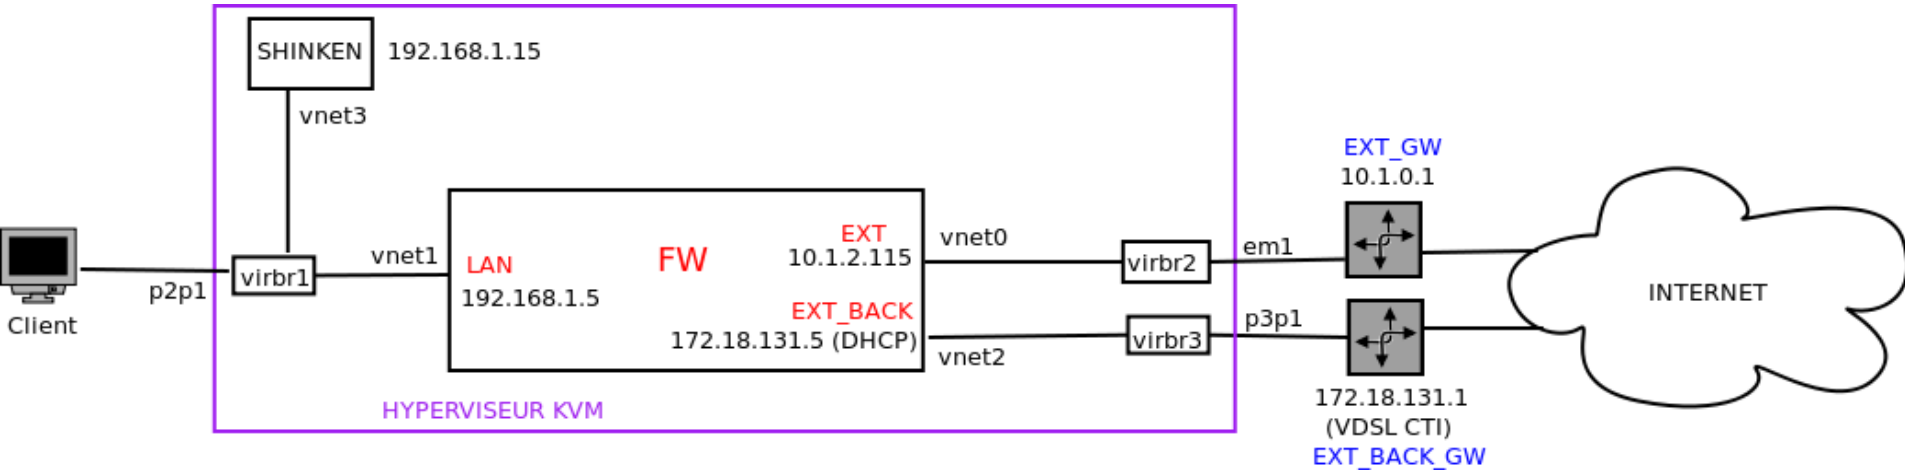 SHINKEN
192.168.1.15
vnet3
Client
p2p1
virbr1
vnet1
LAN
192.168.1.5
FW
EXT
10.1.2.115
EXT_BACK
172.18.131.5 (DHCP)
vnet0
vnet2
virbr2
virbr3
em1
p3p1
EXT_GW
10.1.0.1
172.18.131.1
(VDSL CTI)
EXT_BACK_GW
INTERNET
HYPERVISEUR KVM